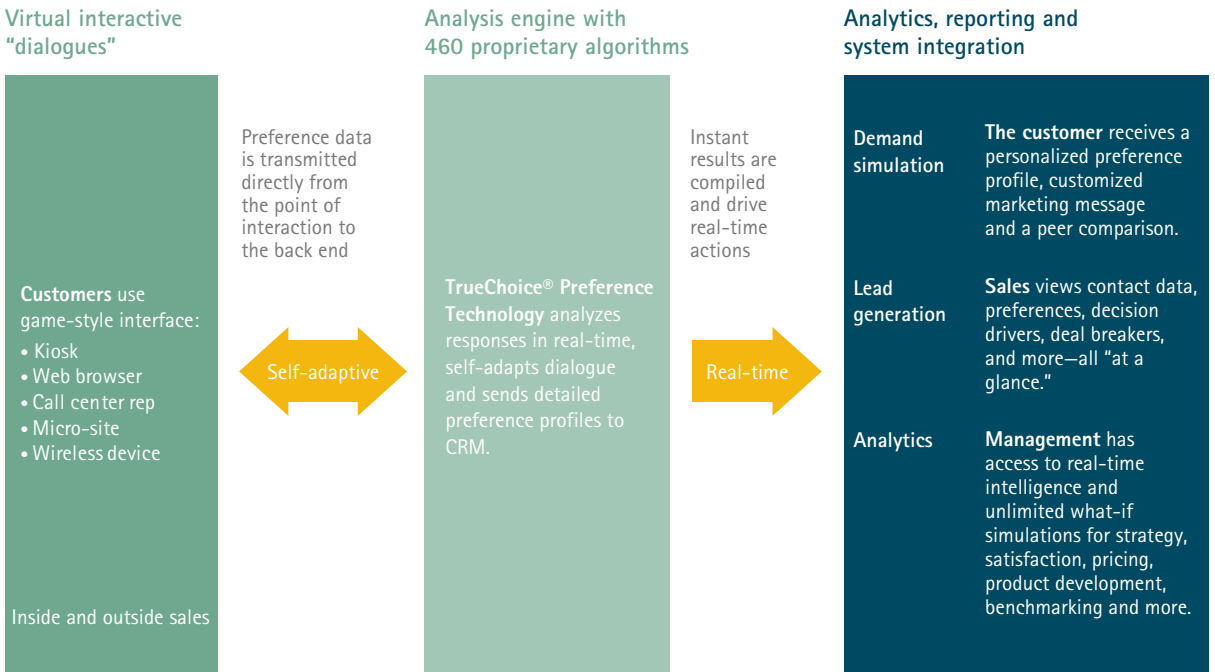 Virtual interactive
“dialogues”
Customers use
game-style interface:
• Kiosk
• Web browser
• Call center rep
• Micro-site
• Wireless device
Inside and outside sales
Preference data
is transmitted
directly from
the point of
interaction to
the back end
Self-adaptive
Analysis engine with
460 proprietary algorithms
TrueChoice® Preference
Technology analyzes
responses in real-time,
self-adapts dialogue
and sends detailed
preference profiles to
CRM.
Instant
results are
compiled
and drive
real-time
actions
Real-time
Analytics, reporting and
system integration
Demand
simulation
The customer receives a
personalized preference
profile, customized
marketing message
and a peer comparison.
Lead
generation
Sales views contact data,
preferences, decision
drivers, deal breakers,
and more—all “at a
glance.”
Analytics
Management has
access to real-time
intelligence and
unlimited what-if
simulations for strategy,
satisfaction, pricing,
product development,
benchmarking and more.